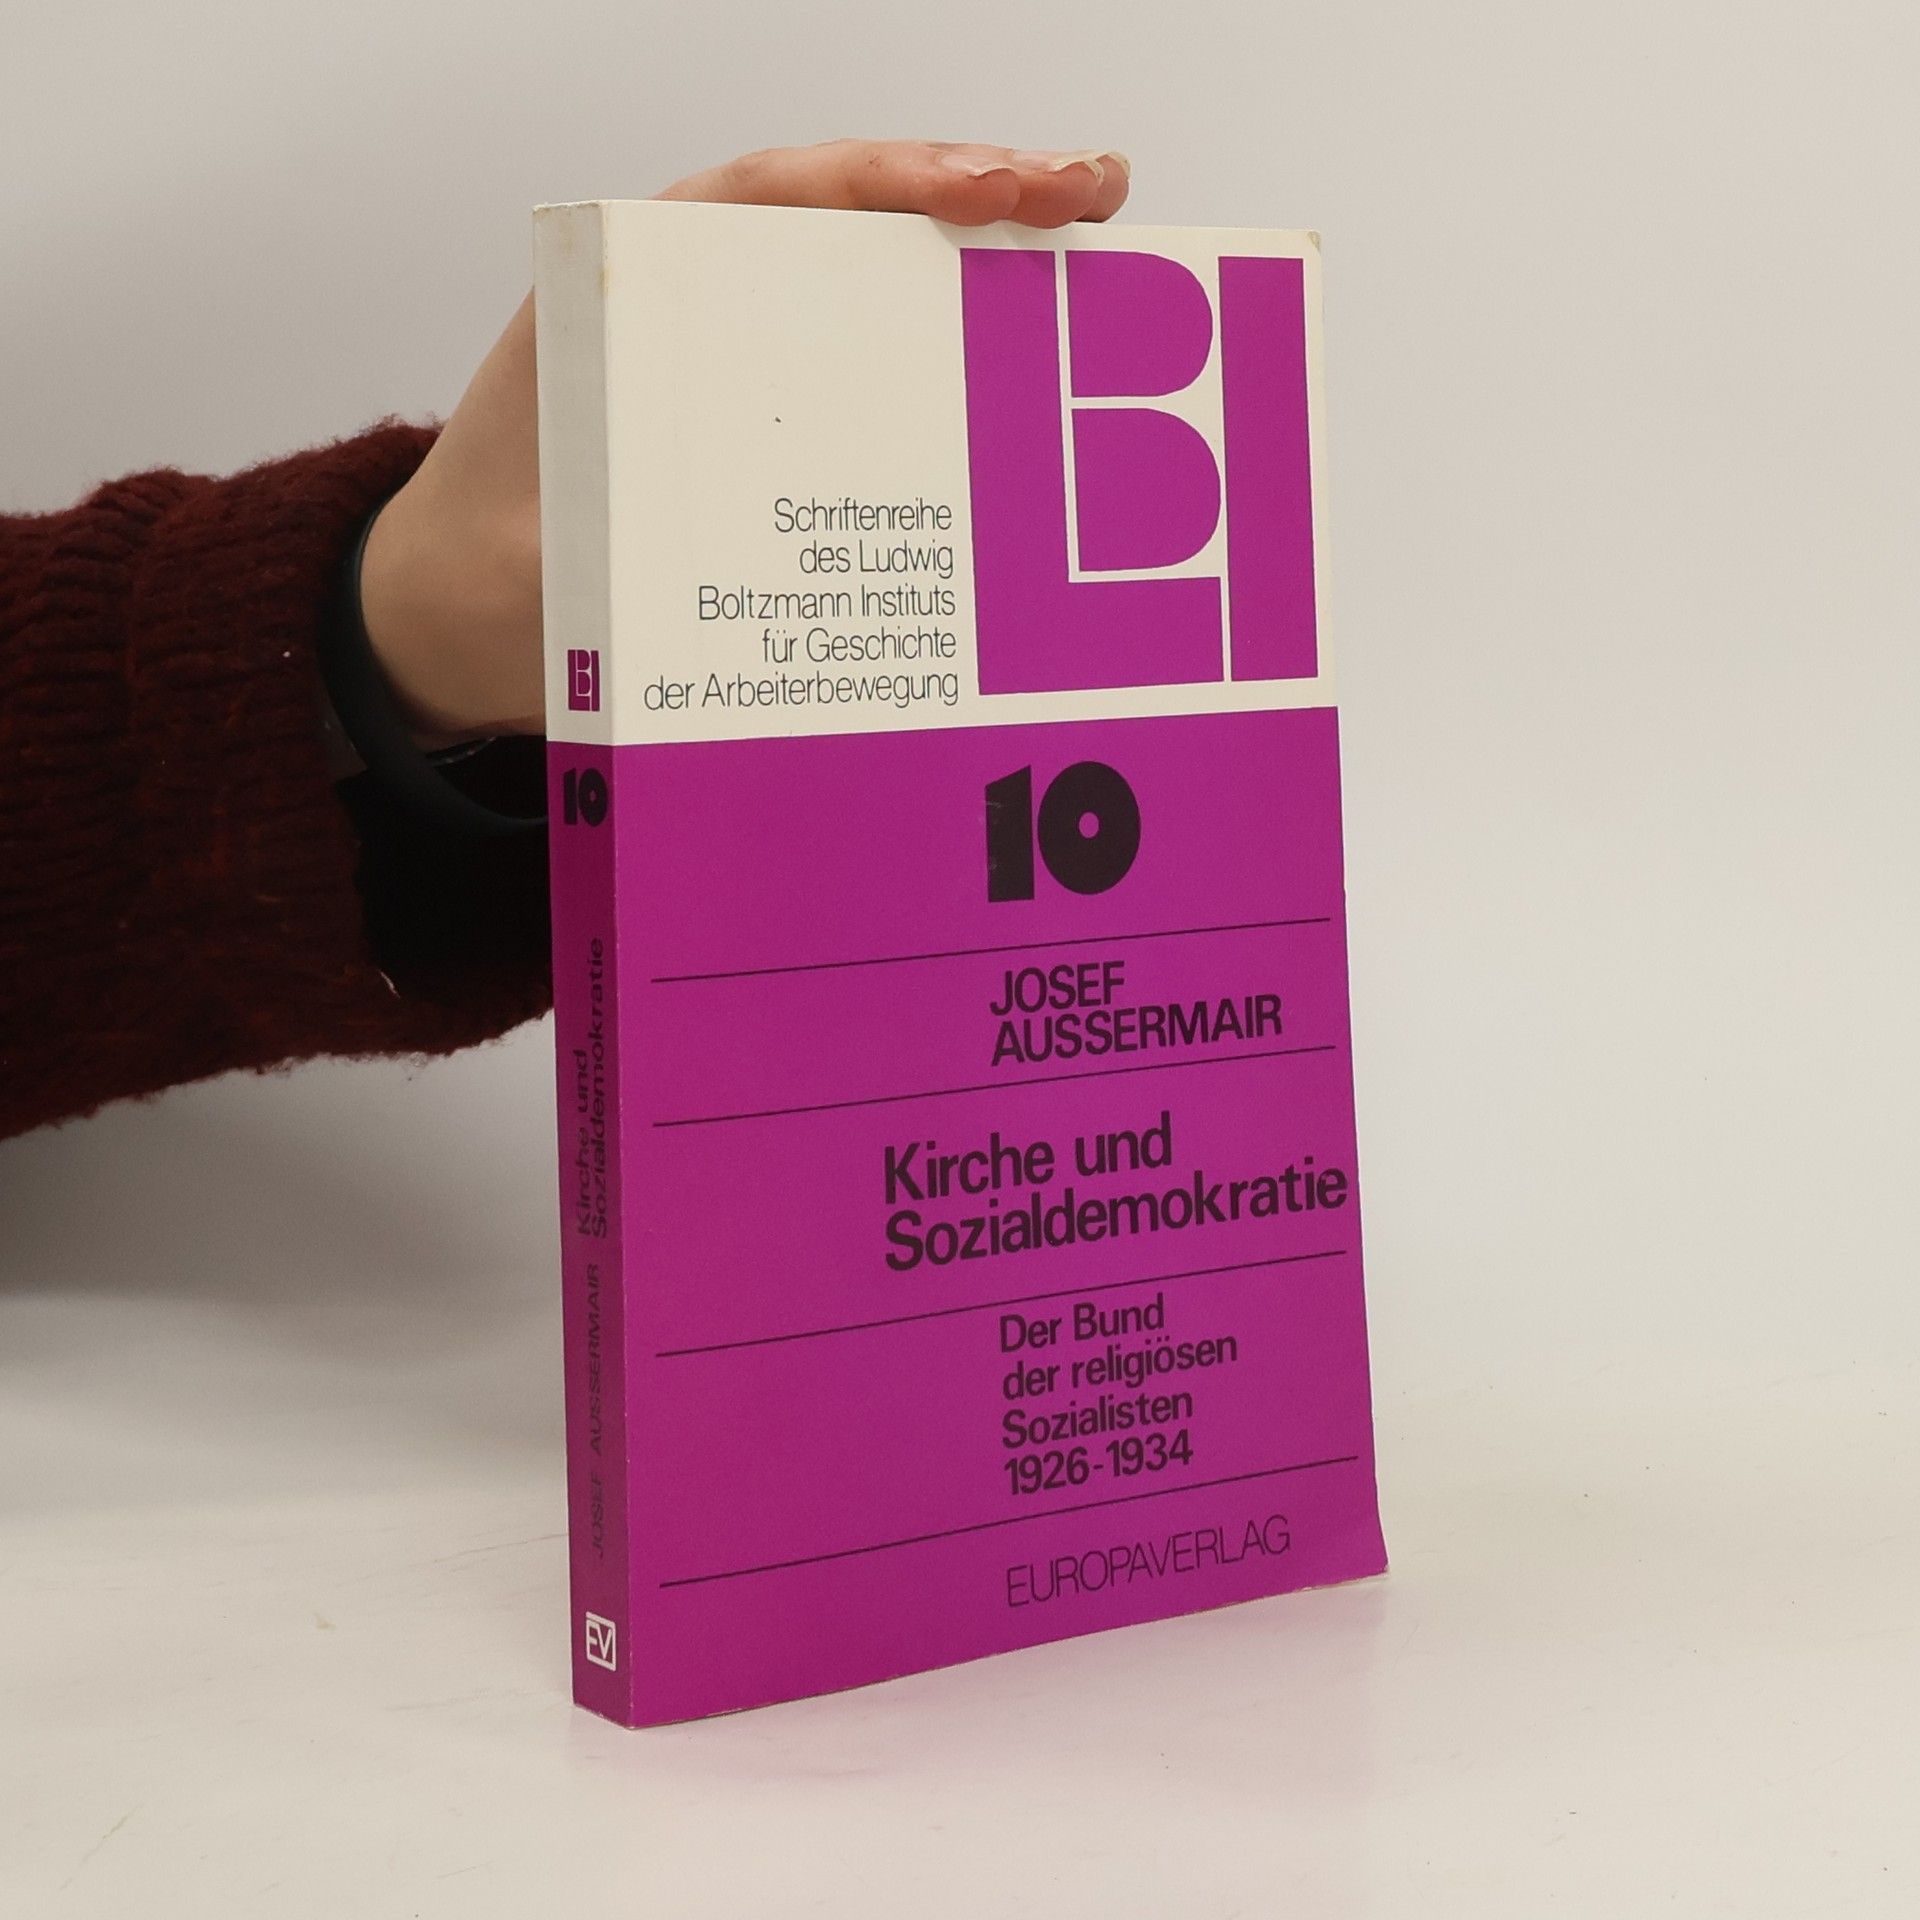 LBI
Schriftenreihe
des Ludwig
Boltzmann Instituts
für Geschichte
der Arbeiterbewegung
10
JOSEF
AUSSERMAIR
Kirche und
Sozialdemokratie
Der Bund
der religiösen
Sozialisten
1926-1934
EUROPAVERLAG
LBI
10
JOSEF AUSSERMAIR Kirche und
Sozialdemokratie
EV